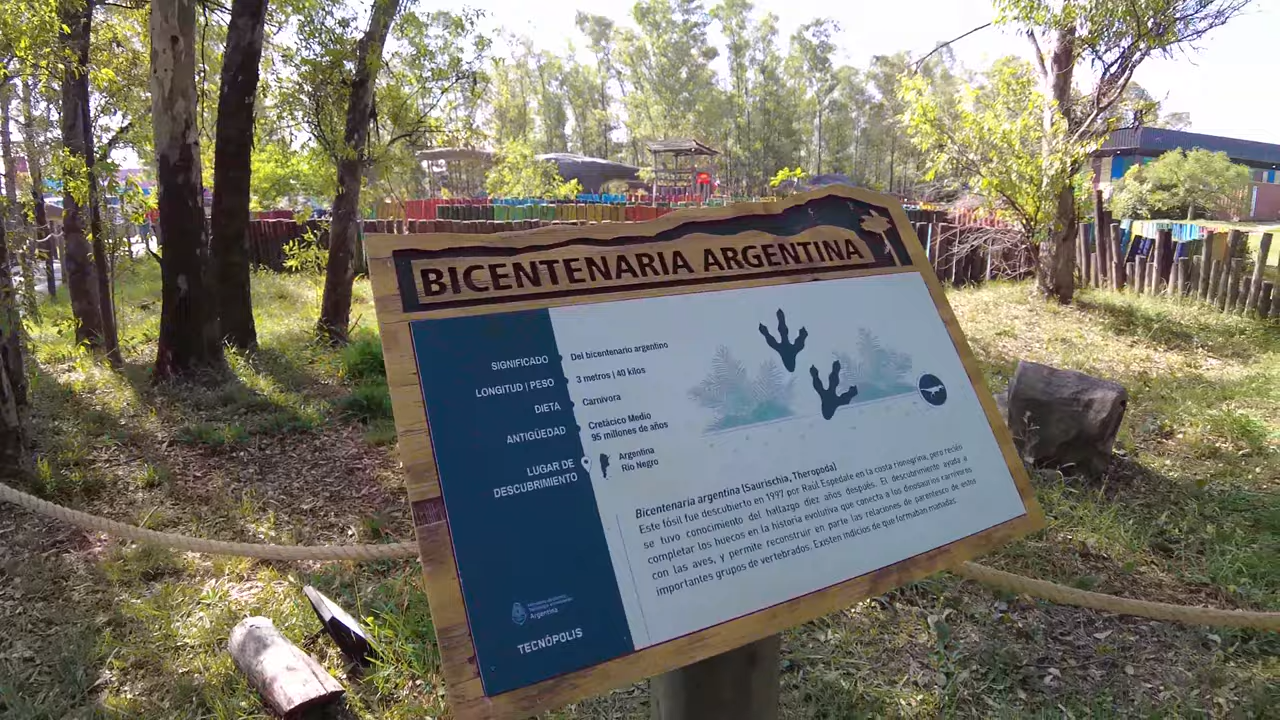 BICENTENARIA ARGENTINA
SIGNIFICADO Del bicentenario argentino
LONGITUD | PESO 3 metros | 40 kilos
DIETA Carnívora
ANTIGÜEDAD Cretácico Medio
95 millones de años
LUGAR DE DESCUBRIMIENTO Argentina
Río Negro
Bicentenaria argentina (Saurischia, Theropoda)
Este fósil fue descubierto en 1997 por Raúl Espedale en la costa rionegrina, pero recién
se tuvo conocimiento del hallazgo diez años después. El descubrimiento ayuda a
completar los huecos en la historia evolutiva que conecta a los dinosaurios carnívoros
con las aves, y permite reconstruir en parte las relaciones de parentesco de estos
importantes grupos de vertebrados. Existen indicios de que formaban manadas.
Argentina
TECNÓPOLIS